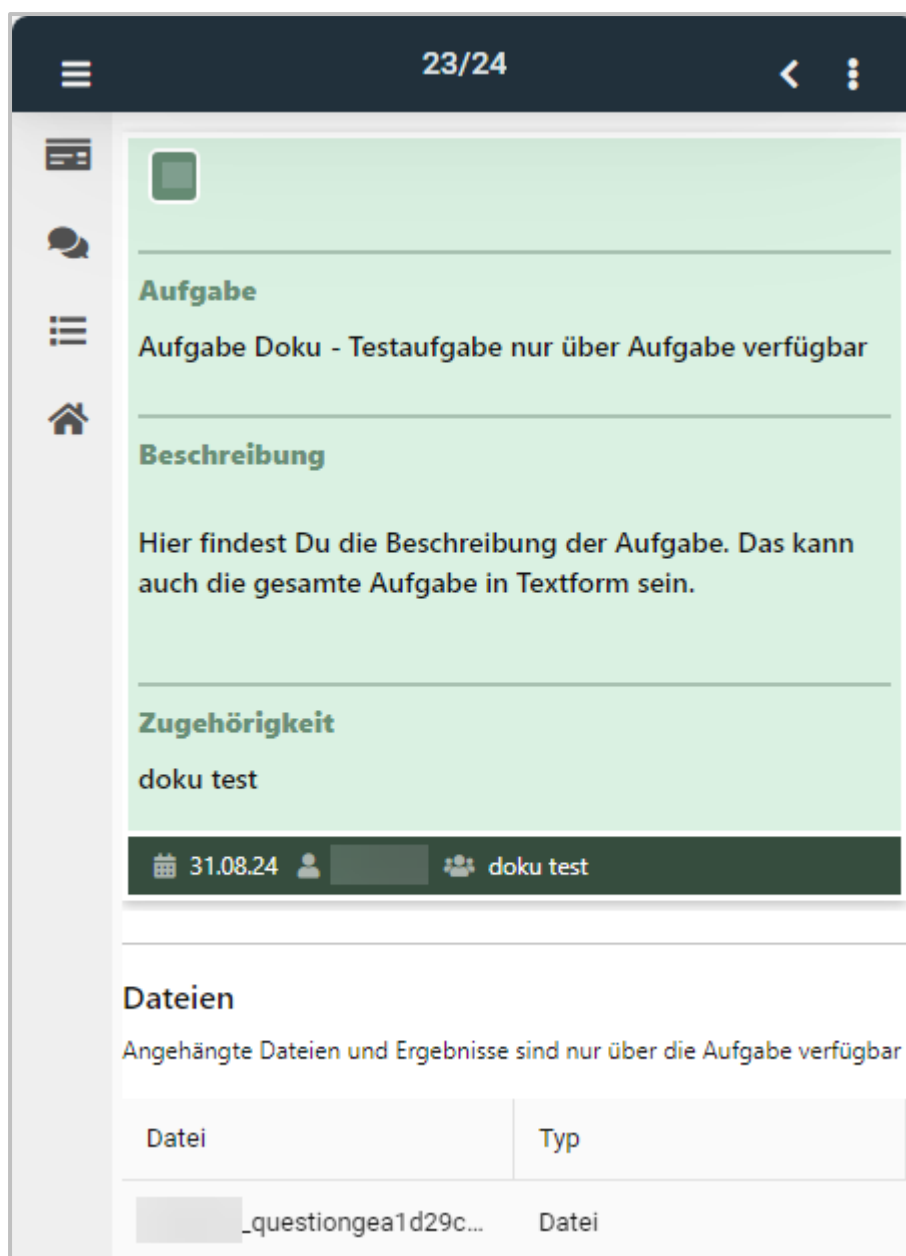 23/24
Aufgabe
Aufgabe Doku - Testaufgabe nur über Aufgabe verfügbar
Beschreibung
Hier findest Du die Beschreibung der Aufgabe. Das kann
auch die gesamte Aufgabe in Textform sein.
Zugehörigkeit
doku test
31.08.24 doku test
Dateien
Angehängte Dateien und Ergebnisse sind nur über die Aufgabe verfügbar
Datei Typ
_questiongea1d29c... Datei